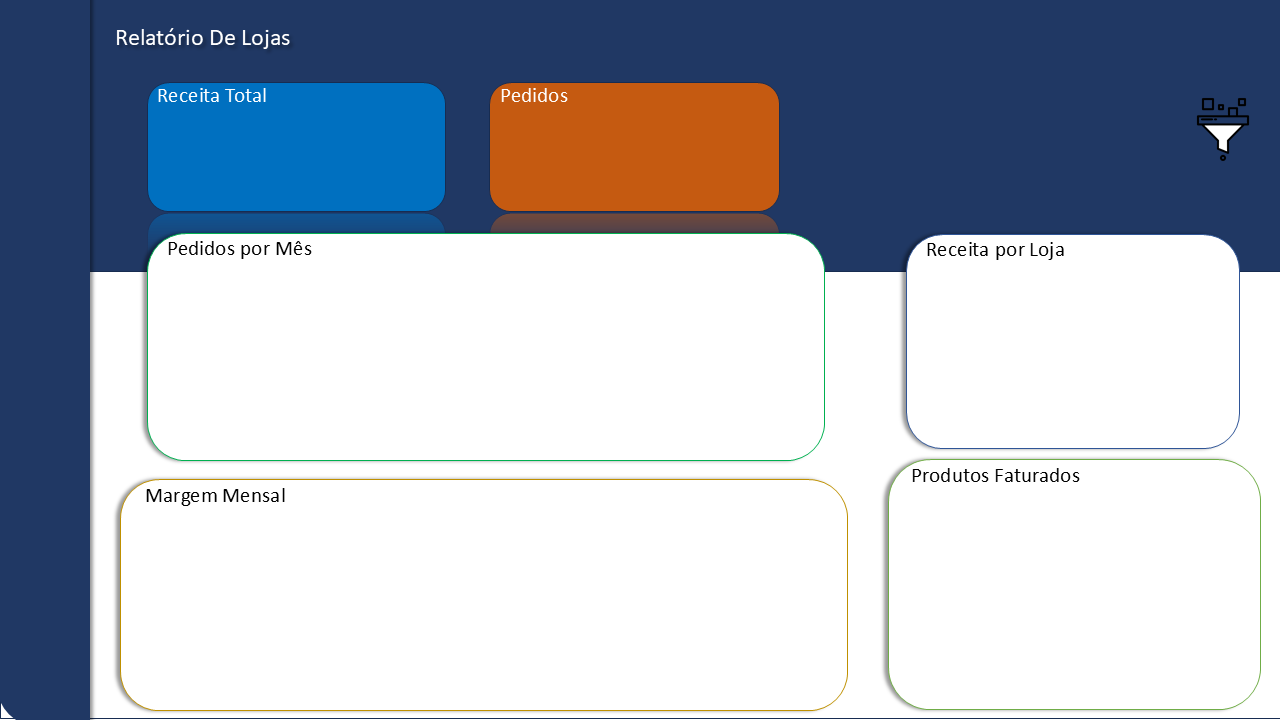 Relatório De Lojas
Receita Total
Pedidos
Pedidos por Mês
Receita por Loja
Margem Mensal
Produtos Faturados